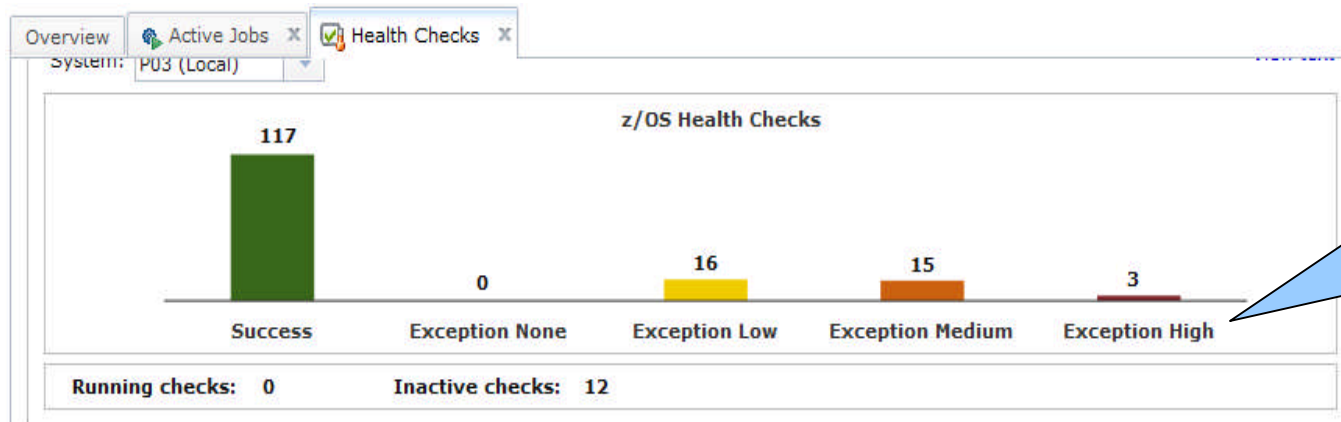 Overview Active Jobs X Health Checks X
System: P03 (Local)
z/OS Health Checks
117
0
16
15
3
Success Exception None Exception Low Exception Medium Exception High
Running checks: 0 Inactive checks: 12